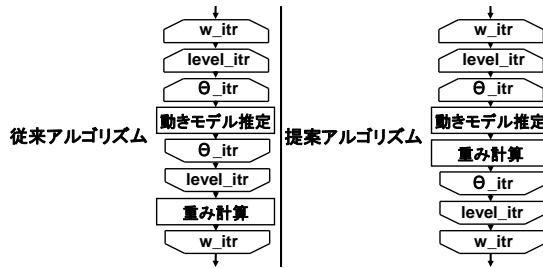 従来アルゴリズム
w_itr
level_itr
Θ_itr
動きモデル推定
Θ_itr
level_itr
重み計算
w_itr
提案アルゴリズム
w_itr
level_itr
Θ_itr
動きモデル推定
重み計算
Θ_itr
level_itr
w_itr